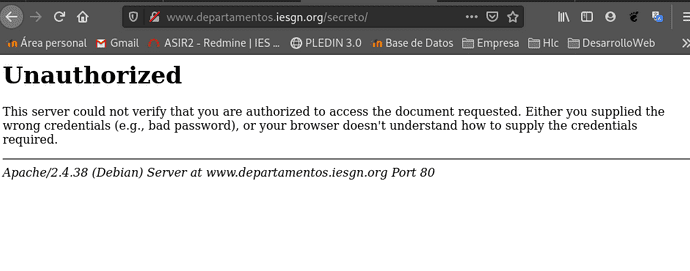 www.departamentos.iesgn.org/secreto/
Área personal Gmail ASIR2 - Redmine | IES ... PLEDIN 3.0 Base de Datos Empresa Hlc DesarrolloWeb
Unauthorized
This server could not verify that you are authorized to access the document requested. Either you supplied the
wrong credentials (e.g., bad password), or your browser doesn't understand how to supply the credentials
required.
Apache/2.4.38 (Debian) Server at www.departamentos.iesgn.org Port 80